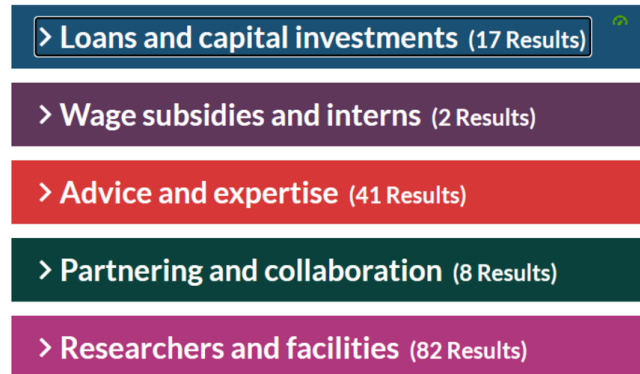 Loans and capital investments (17 Results)
Wage subsidies and interns (2 Results)
Advice and expertise (41 Results)
Partnering and collaboration (8 Results)
Researchers and facilities (82 Results)